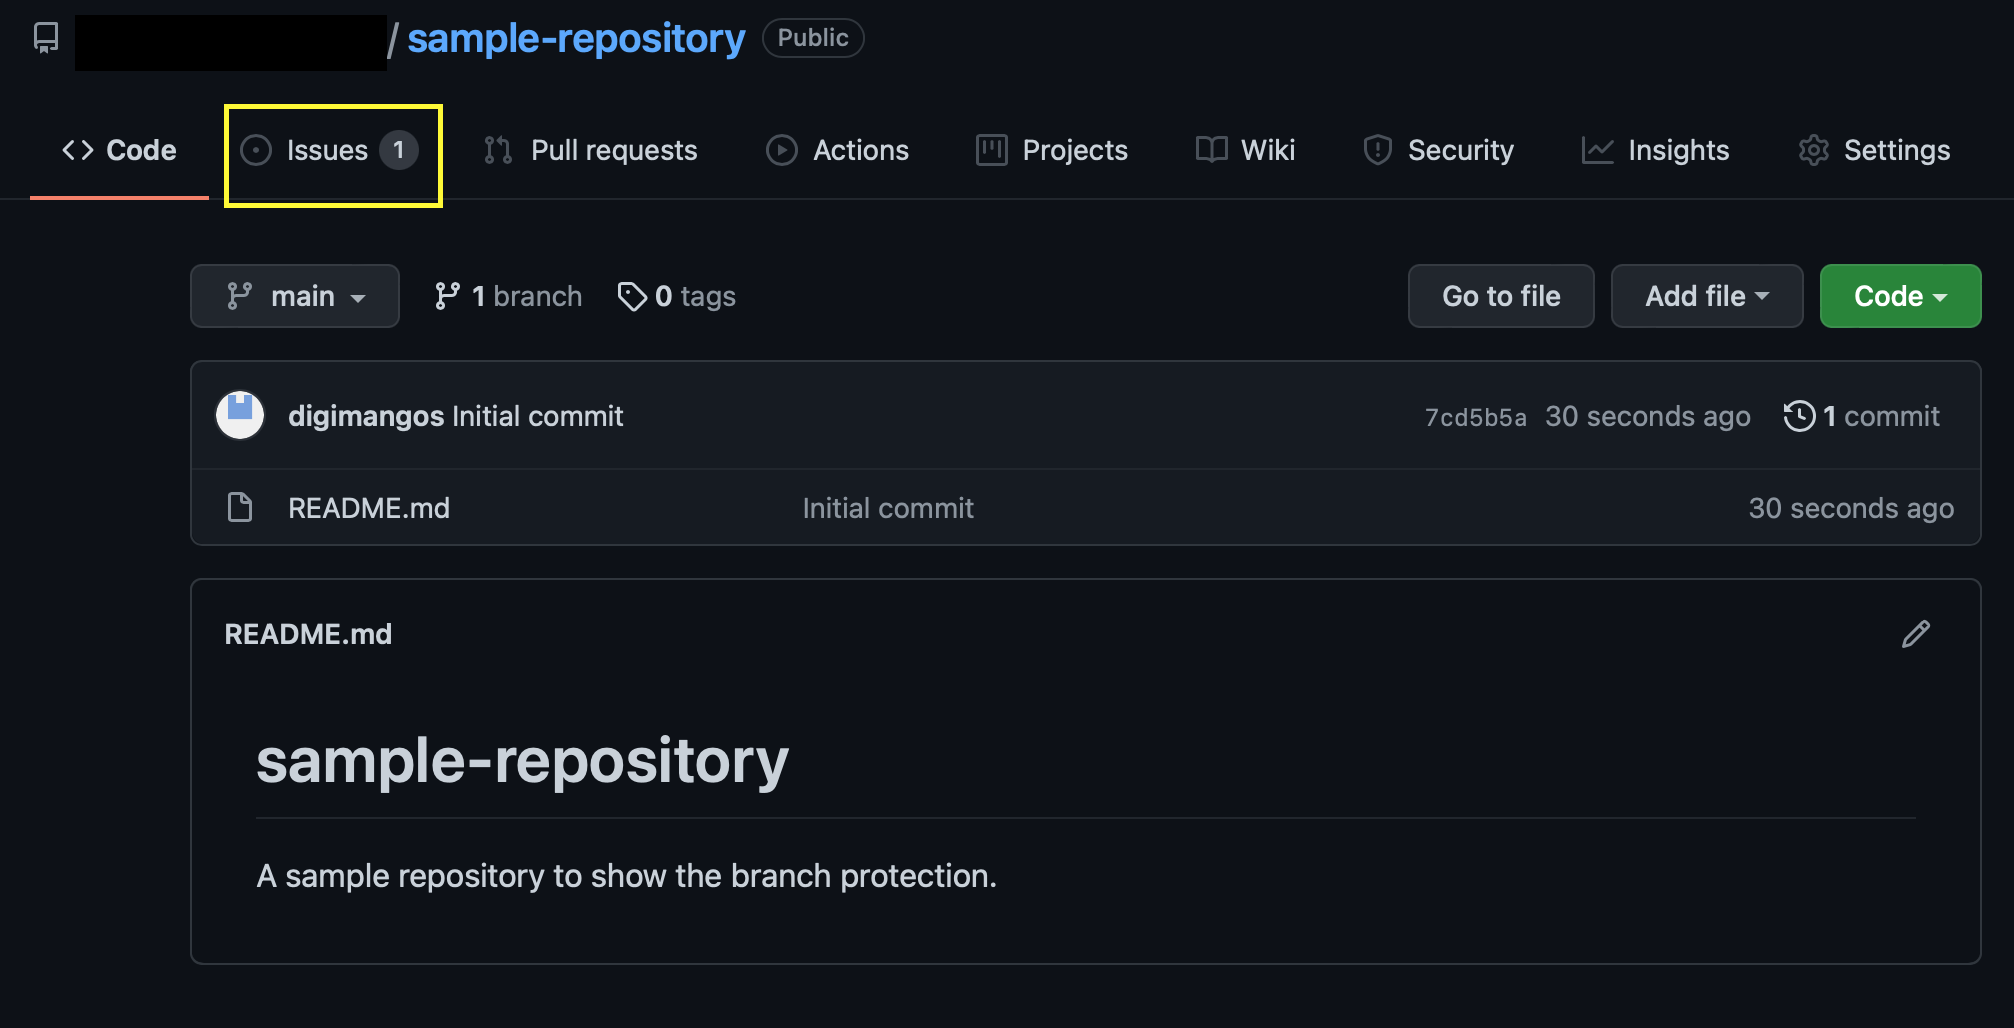 / sample-repository Public
<> Code Issues 1 Pull requests Actions Projects Wiki Security Insights Settings
main 1 branch 0 tags Go to file Add file Code
digimangos Initial commit 7cd5b5a 30 seconds ago 1 commit
README.md Initial commit 30 seconds ago
README.md
sample-repository
A sample repository to show the branch protection.